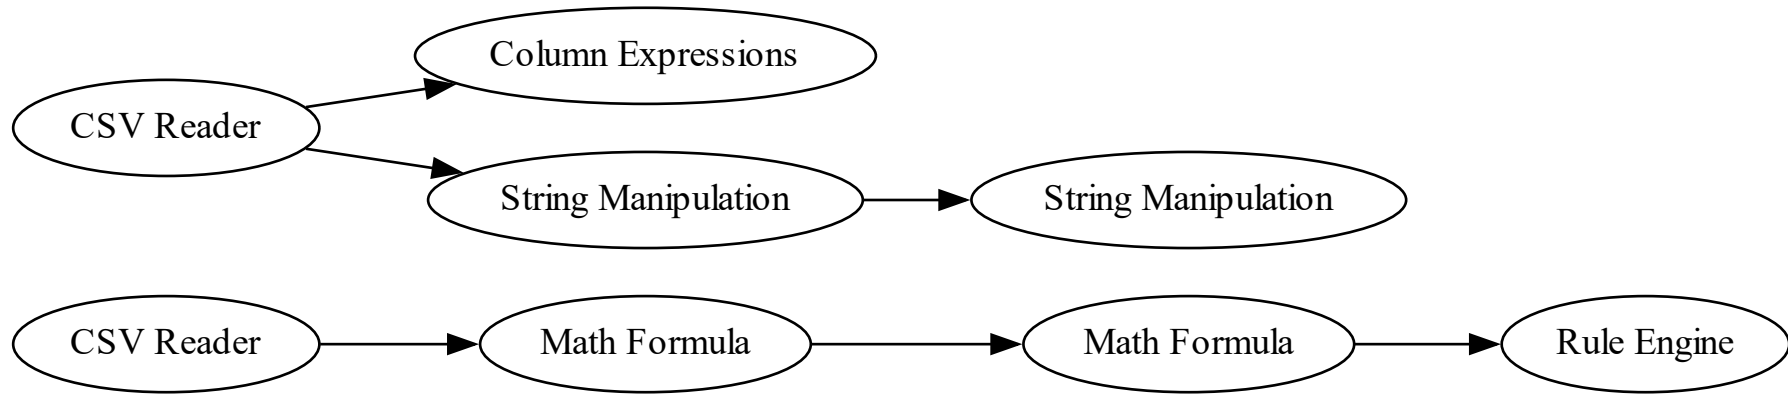 Column Expressions
CSV Reader
String Manipulation
String Manipulation
CSV Reader
Math Formula
Math Formula
Rule Engine